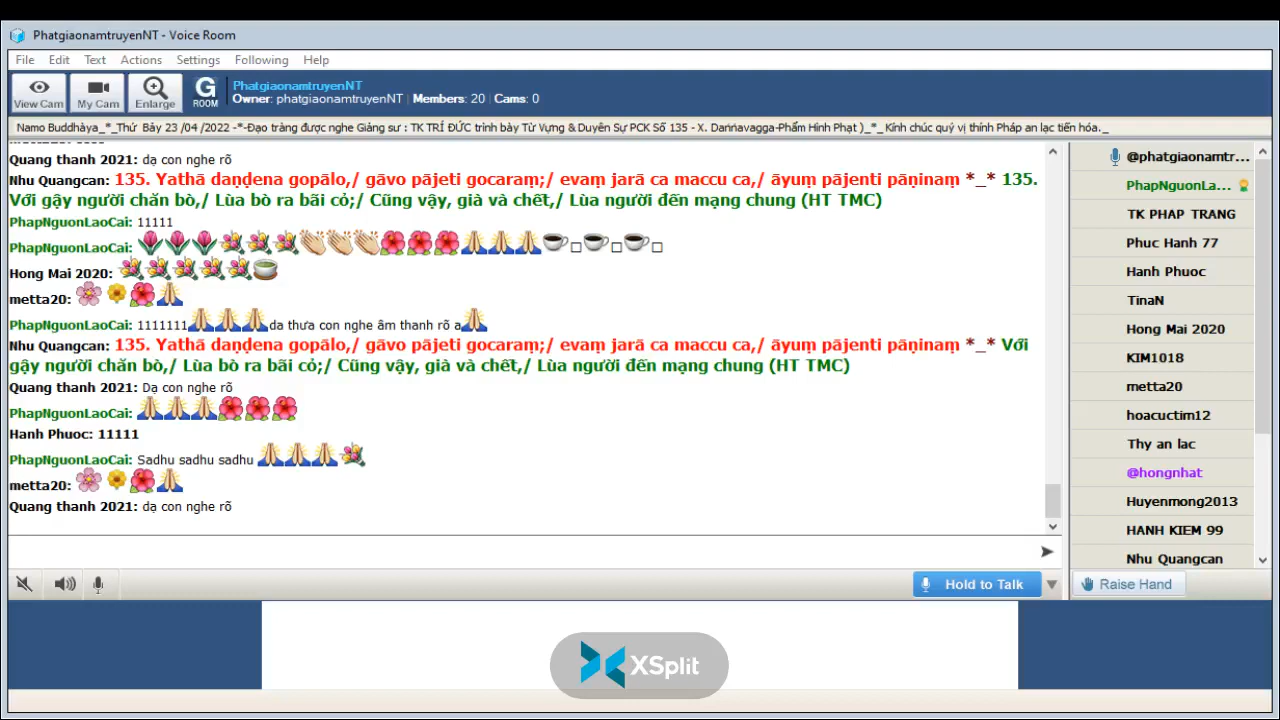 PhatgiaonamtruyenNT - Voice Room
File Edit Text Actions Settings Following Help
View Cam My Cam Enlarge G ROOM
PhatgiaonamtruyenNT
Owner: phatgiaonamtruyenNT Members: 20 Cams: 0
Namo Buddhàya_*_Thứ Bảy 23 /04 /2022 -*-Đạo tràng được nghe Giảng sư : TK TRÍ ĐỨC trình bày Từ Vựng & Duyên Sự PCK Số 135 - X. Daṇṇavagga-Phẩm Hình Phạt )_*_ Kính chúc quý vị thính Pháp an lạc tiến hóa._
Quang thanh 2021: dạ con nghe rõ
Nhu Quangcan: 135. Yathā daṇḍena gopālo,/ gāvo pājeti gocaraṃ;/ evaṃ jarā ca maccu ca,/ āyuṃ pājenti pāṇinaṃ *_* 135.
Với gậy người chăn bò,/ Lùa bò ra bãi cỏ;/ Cũng vậy, già và chết,/ Lùa người đến mạng chung (HT TMC)
PhapNguonLaoCai: 11111
PhapNguonLaoCai:
Hong Mai 2020:
metta20:
PhapNguonLaoCai: 1111111 da thưa con nghe âm thanh rõ a
Nhu Quangcan: 135. Yathā daṇḍena gopālo,/ gāvo pājeti gocaraṃ;/ evaṃ jarā ca maccu ca,/ āyuṃ pājenti pāṇinaṃ *_* Với
gậy người chăn bò,/ Lùa bò ra bãi cỏ;/ Cũng vậy, già và chết,/ Lùa người đến mạng chung (HT TMC)
Quang thanh 2021: Dạ con nghe rõ
PhapNguonLaoCai:
Hanh Phuoc: 11111
PhapNguonLaoCai: Sadhu sadhu sadhu
metta20:
Quang thanh 2021: dạ con nghe rõ
@phatgiaonamtr...
PhapNguonLa...
TK PHAP TRANG
Phuc Hanh 77
Hanh Phuoc
TinaN
Hong Mai 2020
KIM1018
metta20
hoacuctim12
Thy an lac
@hongnhat
Huyenmong2013
HANH KIEM 99
Nhu Quangcan
Hold to Talk
Raise Hand
XSplit